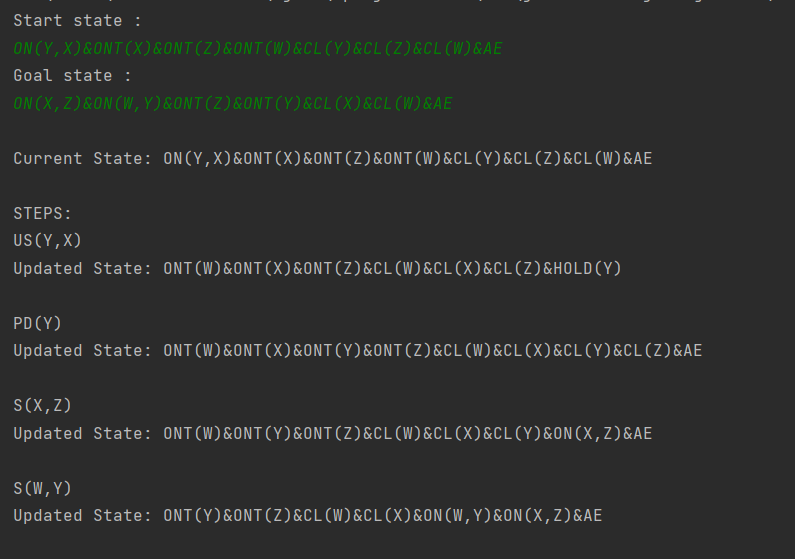 Start state :
ON(Y,X)&ONT(X)&ONT(Z)&ONT(W)&CL(Y)&CL(Z)&CL(W)&AE
Goal state :
ON(X,Z)&ON(W,Y)&ONT(Z)&ONT(Y)&CL(X)&CL(W)&AE
Current State: ON(Y,X)&ONT(X)&ONT(Z)&ONT(W)&CL(Y)&CL(Z)&CL(W)&AE
STEPS:
US(Y,X)
Updated State: ONT(W)&ONT(X)&ONT(Z)&CL(W)&CL(X)&CL(Z)&HOLD(Y)
PD(Y)
Updated State: ONT(W)&ONT(X)&ONT(Y)&ONT(Z)&CL(W)&CL(X)&CL(Y)&CL(Z)&AE
S(X,Z)
Updated State: ONT(W)&ONT(Y)&ONT(Z)&CL(W)&CL(X)&CL(Y)&ON(X,Z)&AE
S(W,Y)
Updated State: ONT(Y)&ONT(Z)&CL(W)&CL(X)&ON(W,Y)&ON(X,Z)&AE